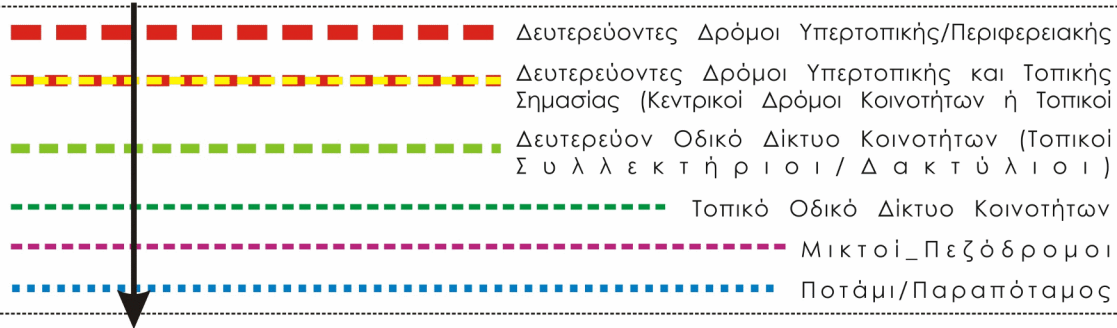 Δευτερεύοντες Δρόμοι Υπερτοπικής/Περιφερειακής
Δευτερεύοντες Δρόμοι Υπερτοπικής και Τοπικής
Σημασίας (Κεντρικοί Δρόμοι Κοινοτήτων ή Τοπικοί
Δευτερεύον Οδικό Δίκτυο Κοινοτήτων (Τοπικοί
Συλλεκτήριοι/Δακτύλιοι)
Τοπικό Οδικό Δίκτυο Κοινοτήτων
Μικτοί_Πεζόδρομοι
Ποτάμι/Παραπόταμος